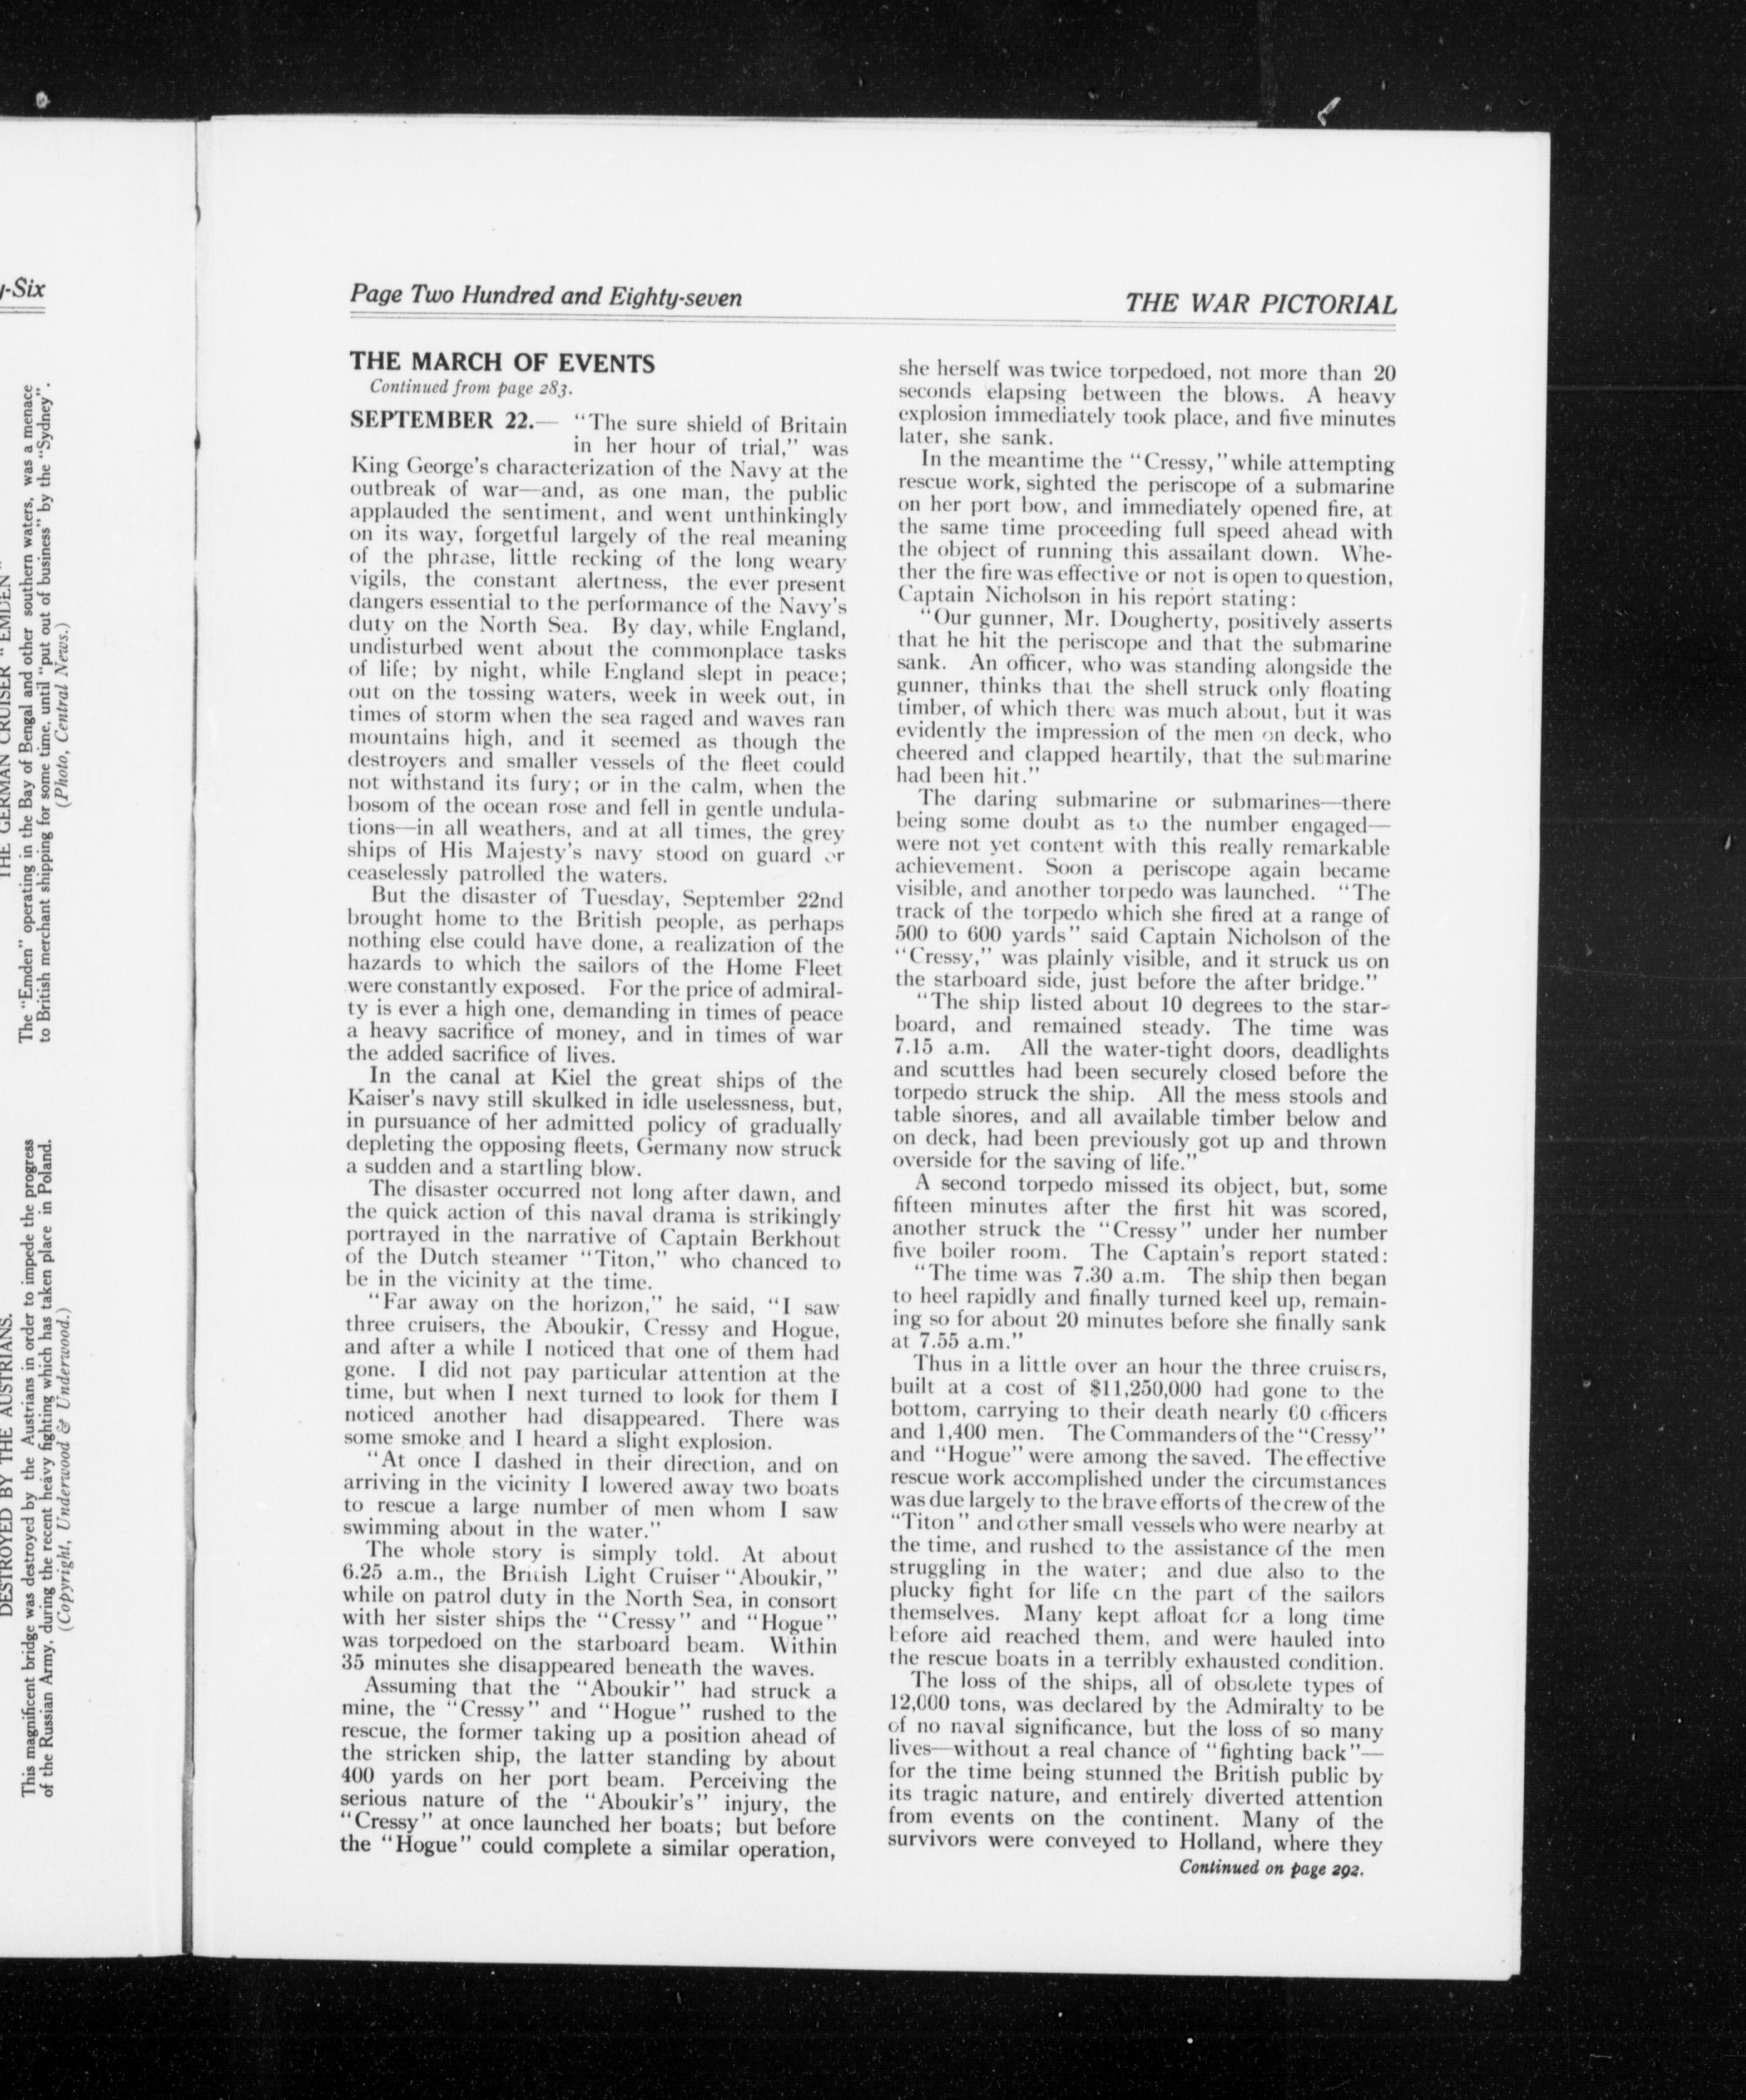 y-Six
THE GERMAN CRUISER "EMDEN"
The "Emden" operating in the Bay of Bengal and other southern waters, was a menace
to British merchant shipping for some time, until "put out of business" by the "Sydney".
(Photo, Central News.)
DESTROYED BY THE AUSTRIANS.
This magnificent bridge was destroyed by the Austrians in order to impede the progress
of the Russian Army, during the recent heavy fighting which has taken place in Poland.
(Copyright, Underwood & Underwood.)
Page Two Hundred and Eighty-seven
THE WAR PICTORIAL
THE MARCH OF EVENTS
Continued from page 283.
SEPTEMBER 22.— "The sure shield of Britain
in her hour of trial," was
King George's characterization of the Navy at the
outbreak of war—and, as one man, the public
applauded the sentiment, and went unthinkingly
on its way, forgetful largely of the real meaning
of the phrase, little recking of the long weary
vigils, the constant alertness, the ever present
dangers essential to the performance of the Navy's
duty on the North Sea. By day, while England,
undisturbed went about the commonplace tasks
of life; by night, while England slept in peace;
out on the tossing waters, week in week out, in
times of storm when the sea raged and waves ran
mountains high, and it seemed as though the
destroyers and smaller vessels of the fleet could
not withstand its fury; or in the calm, when the
bosom of the ocean rose and fell in gentle undula-
tions—in all weathers, and at all times, the grey
ships of His Majesty's navy stood on guard or
ceaselessly patrolled the waters.
But the disaster of Tuesday, September 22nd
brought home to the British people, as perhaps
nothing else could have done, a realization of the
hazards to which the sailors of the Home Fleet
were constantly exposed. For the price of admiral-
ty is ever a high one, demanding in times of peace
a heavy sacrifice of money, and in times of war
the added sacrifice of lives.
In the canal at Kiel the great ships of the
Kaiser's navy still skulked in idle uselessness, but,
in pursuance of her admitted policy of gradually
depleting the opposing fleets, Germany now struck
a sudden and a startling blow.
The disaster occurred not long after dawn, and
the quick action of this naval drama is strikingly
portrayed in the narrative of Captain Berkhout
of the Dutch steamer "Titon," who chanced to
be in the vicinity at the time.
"Far away on the horizon," he said, "I saw
three cruisers, the Aboukir, Cressy and Hogue,
and after a while I noticed that one of them had
gone. I did not pay particular attention at the
time, but when I next turned to look for them I
noticed another had disappeared. There was
some smoke and I heard a slight explosion.
"At once I dashed in their direction, and on
arriving in the vicinity I lowered away two boats
to rescue a large number of men whom I saw
swimming about in the water."
The whole story is simply told. At about
6.25 a.m., the British Light Cruiser "Aboukir,"
while on patrol duty in the North Sea, in consort
with her sister ships the "Cressy" and "Hogue"
was torpedoed on the starboard beam. Within
35 minutes she disappeared beneath the waves.
Assuming that the "Aboukir" had struck a
mine, the "Cressy" and "Hogue" rushed to the
rescue, the former taking up a position ahead of
the stricken ship, the latter standing by about
400 yards on her port beam. Perceiving the
serious nature of the "Aboukir's" injury, the
"Cressy" at once launched her boats; but before
the "Hogue" could complete a similar operation,
she herself was twice torpedoed, not more than 20
seconds elapsing between the blows. A heavy
explosion immediately took place, and five minutes
later, she sank.
In the meantime the "Cressy," while attempting
rescue work, sighted the periscope of a submarine
on her port bow, and immediately opened fire, at
the same time proceeding full speed ahead with
the object of running this assailant down. Whe-
ther the fire was effective or not is open to question,
Captain Nicholson in his report stating:
"Our gunner, Mr. Dougherty, positively asserts
that he hit the periscope and that the submarine
sank. An officer, who was standing alongside the
gunner, thinks that the shell struck only floating
timber, of which there was much about, but it was
evidently the impression of the men on deck, who
cheered and clapped heartily, that the submarine
had been hit."
The daring submarine or submarines—there
being some doubt as to the number engaged—
were not yet content with this really remarkable
achievement. Soon a periscope again became
visible, and another torpedo was launched. "The
track of the torpedo which she fired at a range of
500 to 600 yards" said Captain Nicholson of the
"Cressy," was plainly visible, and it struck us on
the starboard side, just before the after bridge."
"The ship listed about 10 degrees to the star-
board, and remained steady. The time was
7.15 a.m. All the water-tight doors, deadlights
and scuttles had been securely closed before the
torpedo struck the ship. All the mess stools and
table shores, and all available timber below and
on deck, had been previously got up and thrown
overside for the saving of life."
A second torpedo missed its object, but, some
fifteen minutes after the first hit was scored,
another struck the "Cressy" under her number
five boiler room. The Captain's report stated:
"The time was 7.30 a.m. The ship then began
to heel rapidly and finally turned keel up, remain-
ing so for about 20 minutes before she finally sank
at 7.55 a.m."
Thus in a little over an hour the three cruisers,
built at a cost of $11,250,000 had gone to the
bottom, carrying to their death nearly 60 officers
and 1,400 men. The Commanders of the "Cressy"
and "Hogue" were among the saved. The effective
rescue work accomplished under the circumstances
was due largely to the brave efforts of the crew of the
"Titon" and other small vessels who were nearby at
the time, and rushed to the assistance of the men
struggling in the water; and due also to the
plucky fight for life on the part of the sailors
themselves. Many kept afloat for a long time
before aid reached them, and were hauled into
the rescue boats in a terribly exhausted condition.
The loss of the ships, all of obsolete types of
12,000 tons, was declared by the Admiralty to be
of no naval significance, but the loss of so many
lives—without a real chance of "fighting back"—
for the time being stunned the British public by
its tragic nature, and entirely diverted attention
from events on the continent. Many of the
survivors were conveyed to Holland, where they
Continued on page 292.